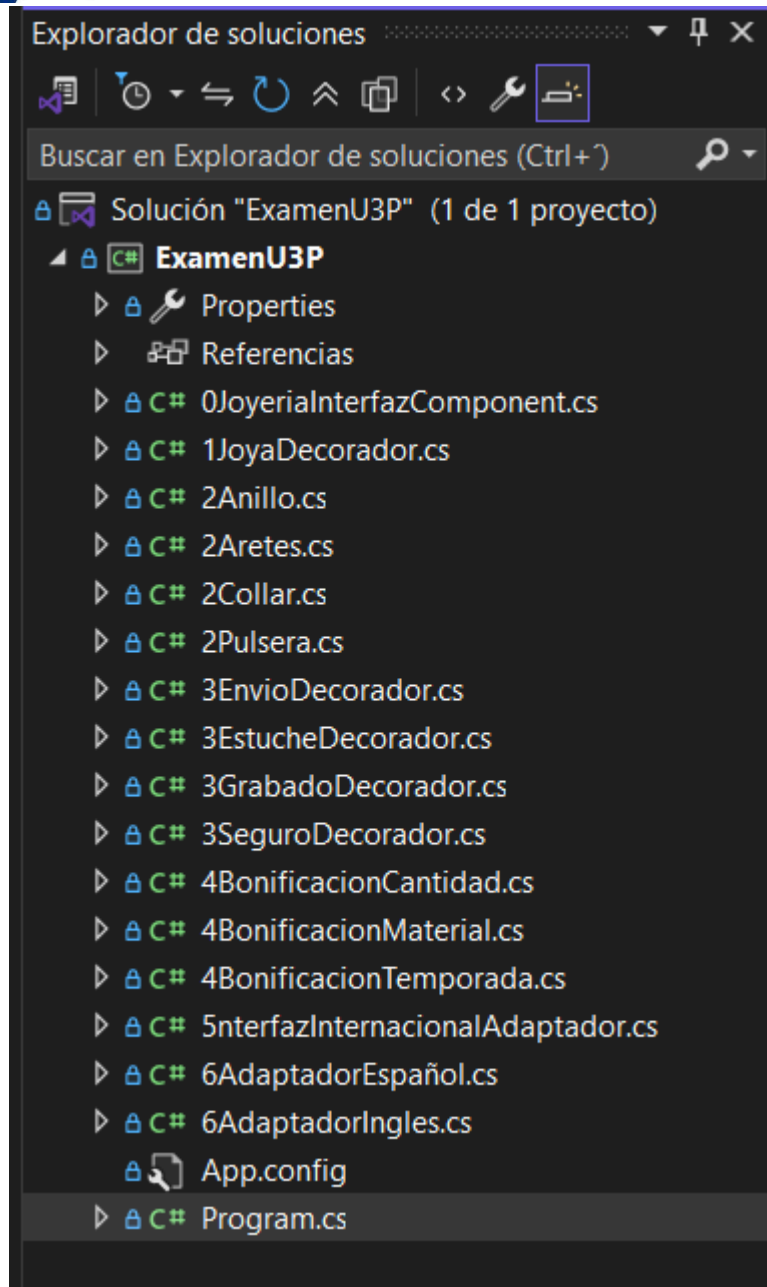 Explorador de soluciones
Buscar en Explorador de soluciones (Ctrl+´)
Solución "ExamenU3P" (1 de 1 proyecto)
C# ExamenU3P
Properties
Referencias
C# 0JoyeriaInterfazComponent.cs
C# 1JoyaDecorador.cs
C# 2Anillo.cs
C# 2Aretes.cs
C# 2Collar.cs
C# 2Pulsera.cs
C# 3EnvioDecorador.cs
C# 3EstucheDecorador.cs
C# 3GrabadoDecorador.cs
C# 3SeguroDecorador.cs
C# 4BonificacionCantidad.cs
C# 4BonificacionMaterial.cs
C# 4BonificacionTemporada.cs
C# 5nterfazInternacionalAdaptador.cs
C# 6AdaptadorEspañol.cs
C# 6AdaptadorIngles.cs
App.config
C# Program.cs